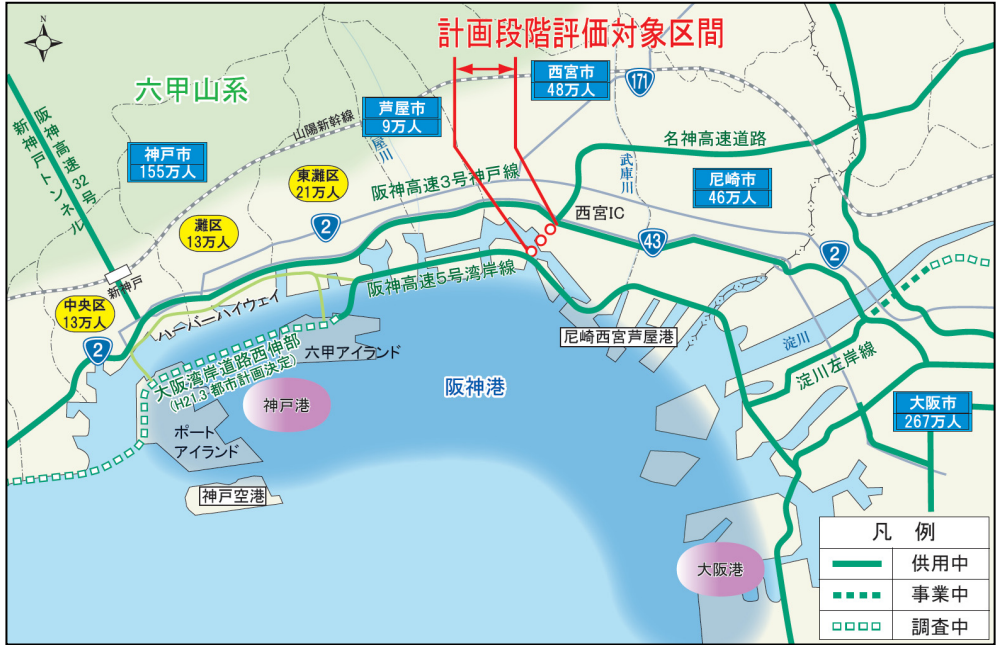 N
計画段階評価対象区間
六甲山系
西宮市
48万人
171
芦屋市
9万人
山陽新幹線
屋川
名神高速道路
阪神高速32号
新神戸トンネル
神戸市
155万人
東灘区
21万人
阪神高速3号神戸線
武庫川
尼崎市
46万人
灘区
13万人
2
西宮IC
43
2
新神戸
阪神高速5号湾岸線
中央区
13万人
ハーバーハイウェイ
2
尼崎西宮芦屋港
淀川
六甲アイランド
大阪湾岸道路西伸部
(H21.3 都市計画決定)
淀川左岸線
阪神港
神戸港
大阪市
267万人
ポート
アイランド
神戸空港
大阪港
凡 例
供用中
事業中
調査中